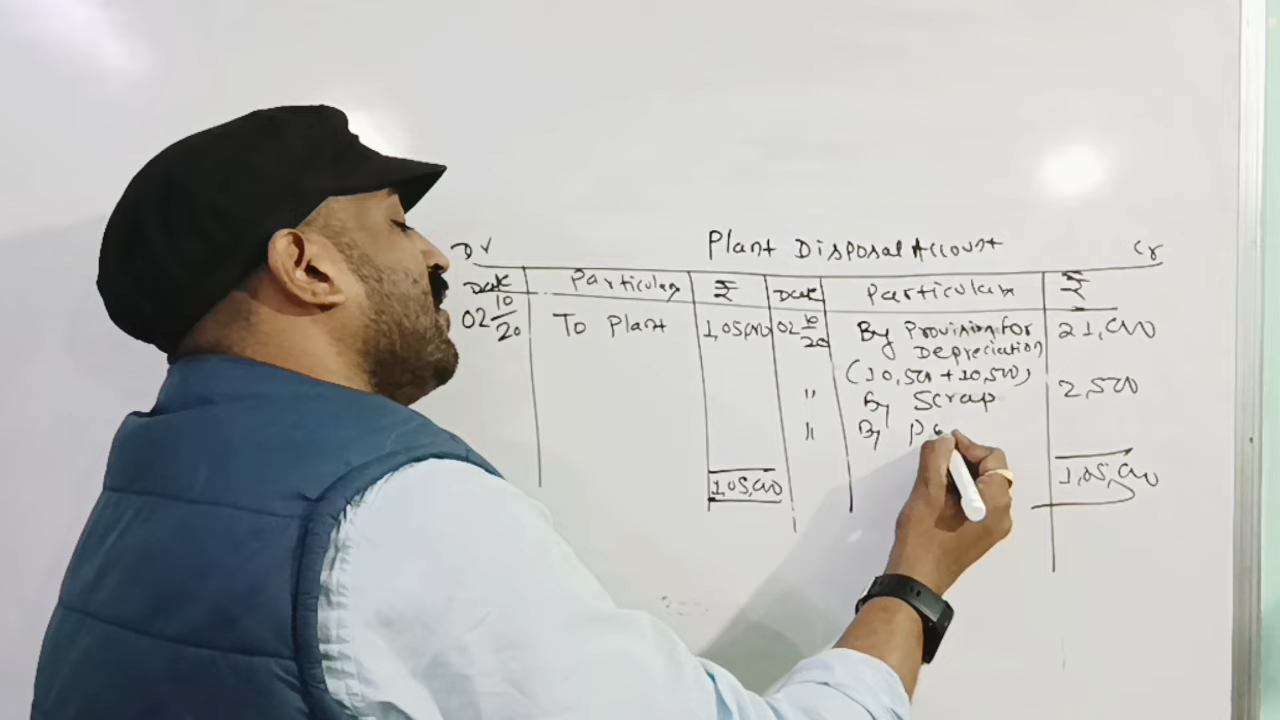 Plant Disposal Account
Dr Cr
Date Particulars ₹ Date Particulars ₹
02 10/20 To Plant 1,05,000 02 10/20 By Provision for 21,000
Depreciation
(10,500 + 10,500)
" By Scrap 2,500
" By
1,05,000 1,05,000